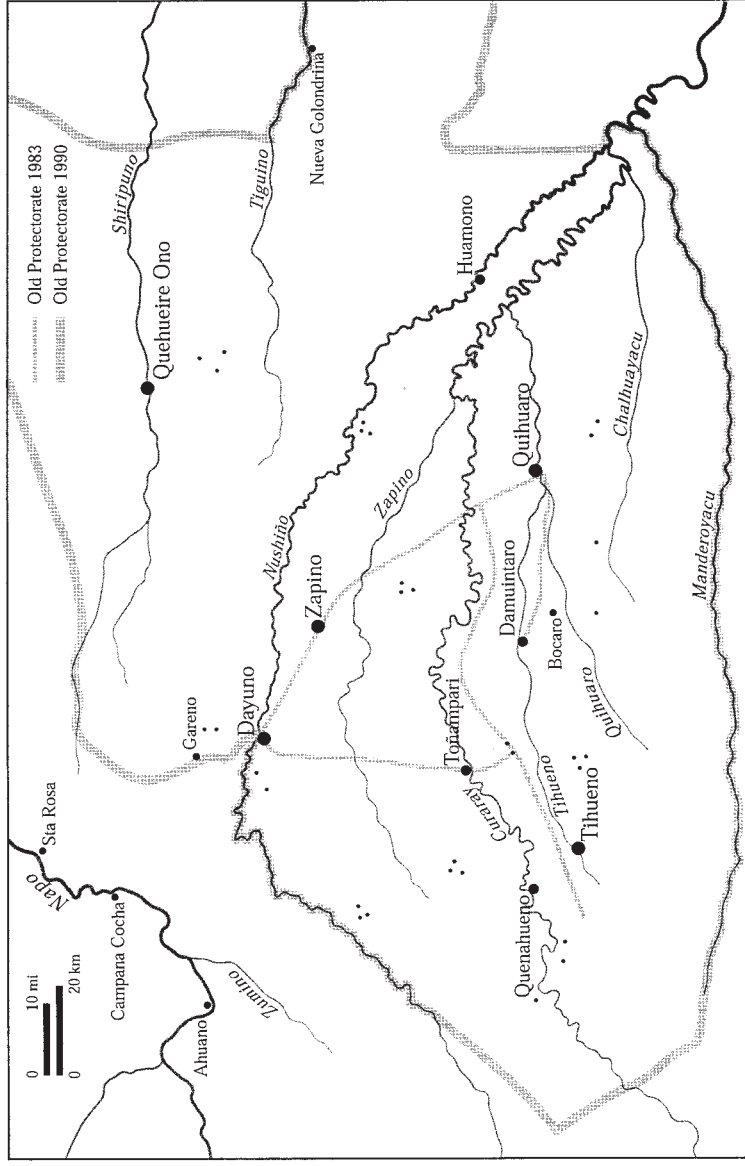 0 10 mi
0 20 km
Old Protectorate 1983
Old Protectorate 1990
Sta Rosa
Napo
Campana Cocha
Shiripuno
Quehueire Ono
Gareno
Ahuano
Dayuno
Zumino
Tiguino
Nushiño
Zapino
Nueva Golondrina
Zapino
Toñampari
Huamono
Curaray
Damuintaro
Quihuaro
Quenahueno
Bocaro
Tihueno
Tihueno
Quihuaro
Chalhuayacu
Manderoyacu